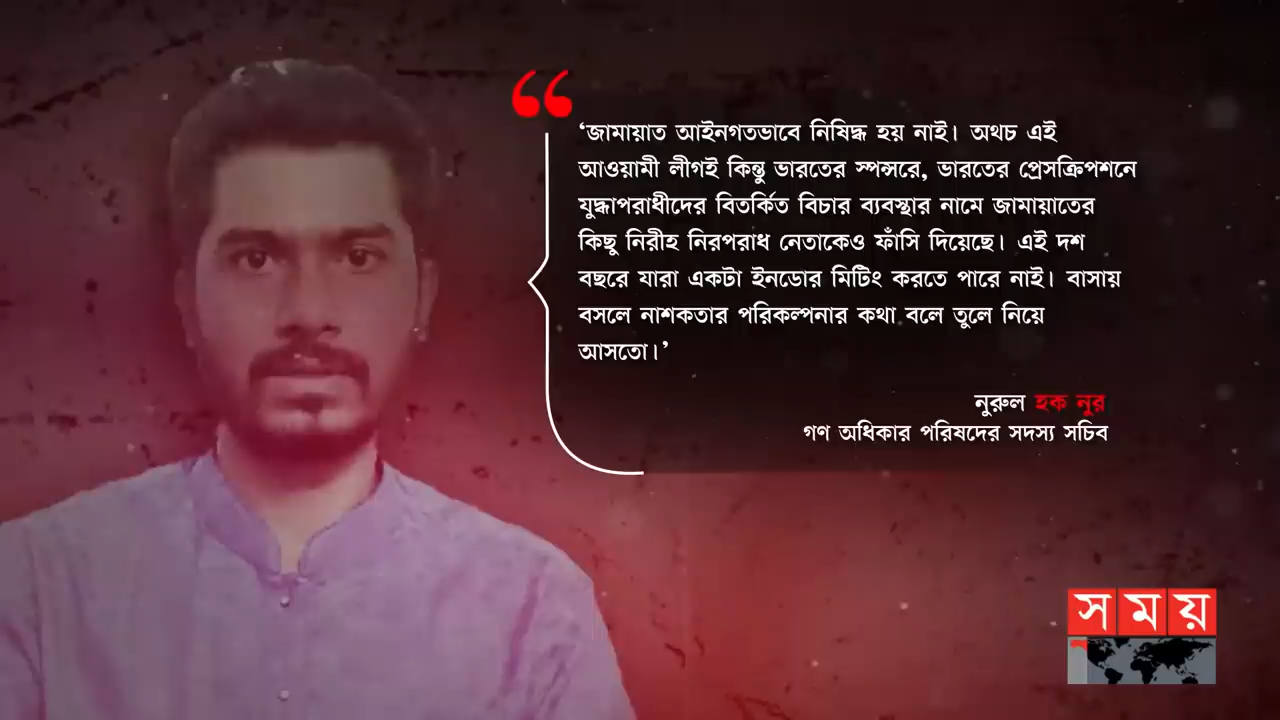 ‘জামায়াত আইনগতভাবে নিষিদ্ধ হয় নাই। অথচ এই
আওয়ামী লীগই কিন্তু ভারতের স্পন্সরে, ভারতের প্রেসক্রিপশনে
যুদ্ধাপরাধীদের বিতর্কিত বিচার ব্যবস্থার নামে জামায়াতের
কিছু নিরীহ নিরপরাধ নেতাকেও ফাঁসি দিয়েছে। এই দশ
বছরে যারা একটা ইনডোর মিটিং করতে পারে নাই। বাসায়
বসলে নাশকতার পরিকল্পনার কথা বলে তুলে নিয়ে
আসতো।’
নুরুল হক নুর
গণ অধিকার পরিষদের সদস্য সচিব
সময়